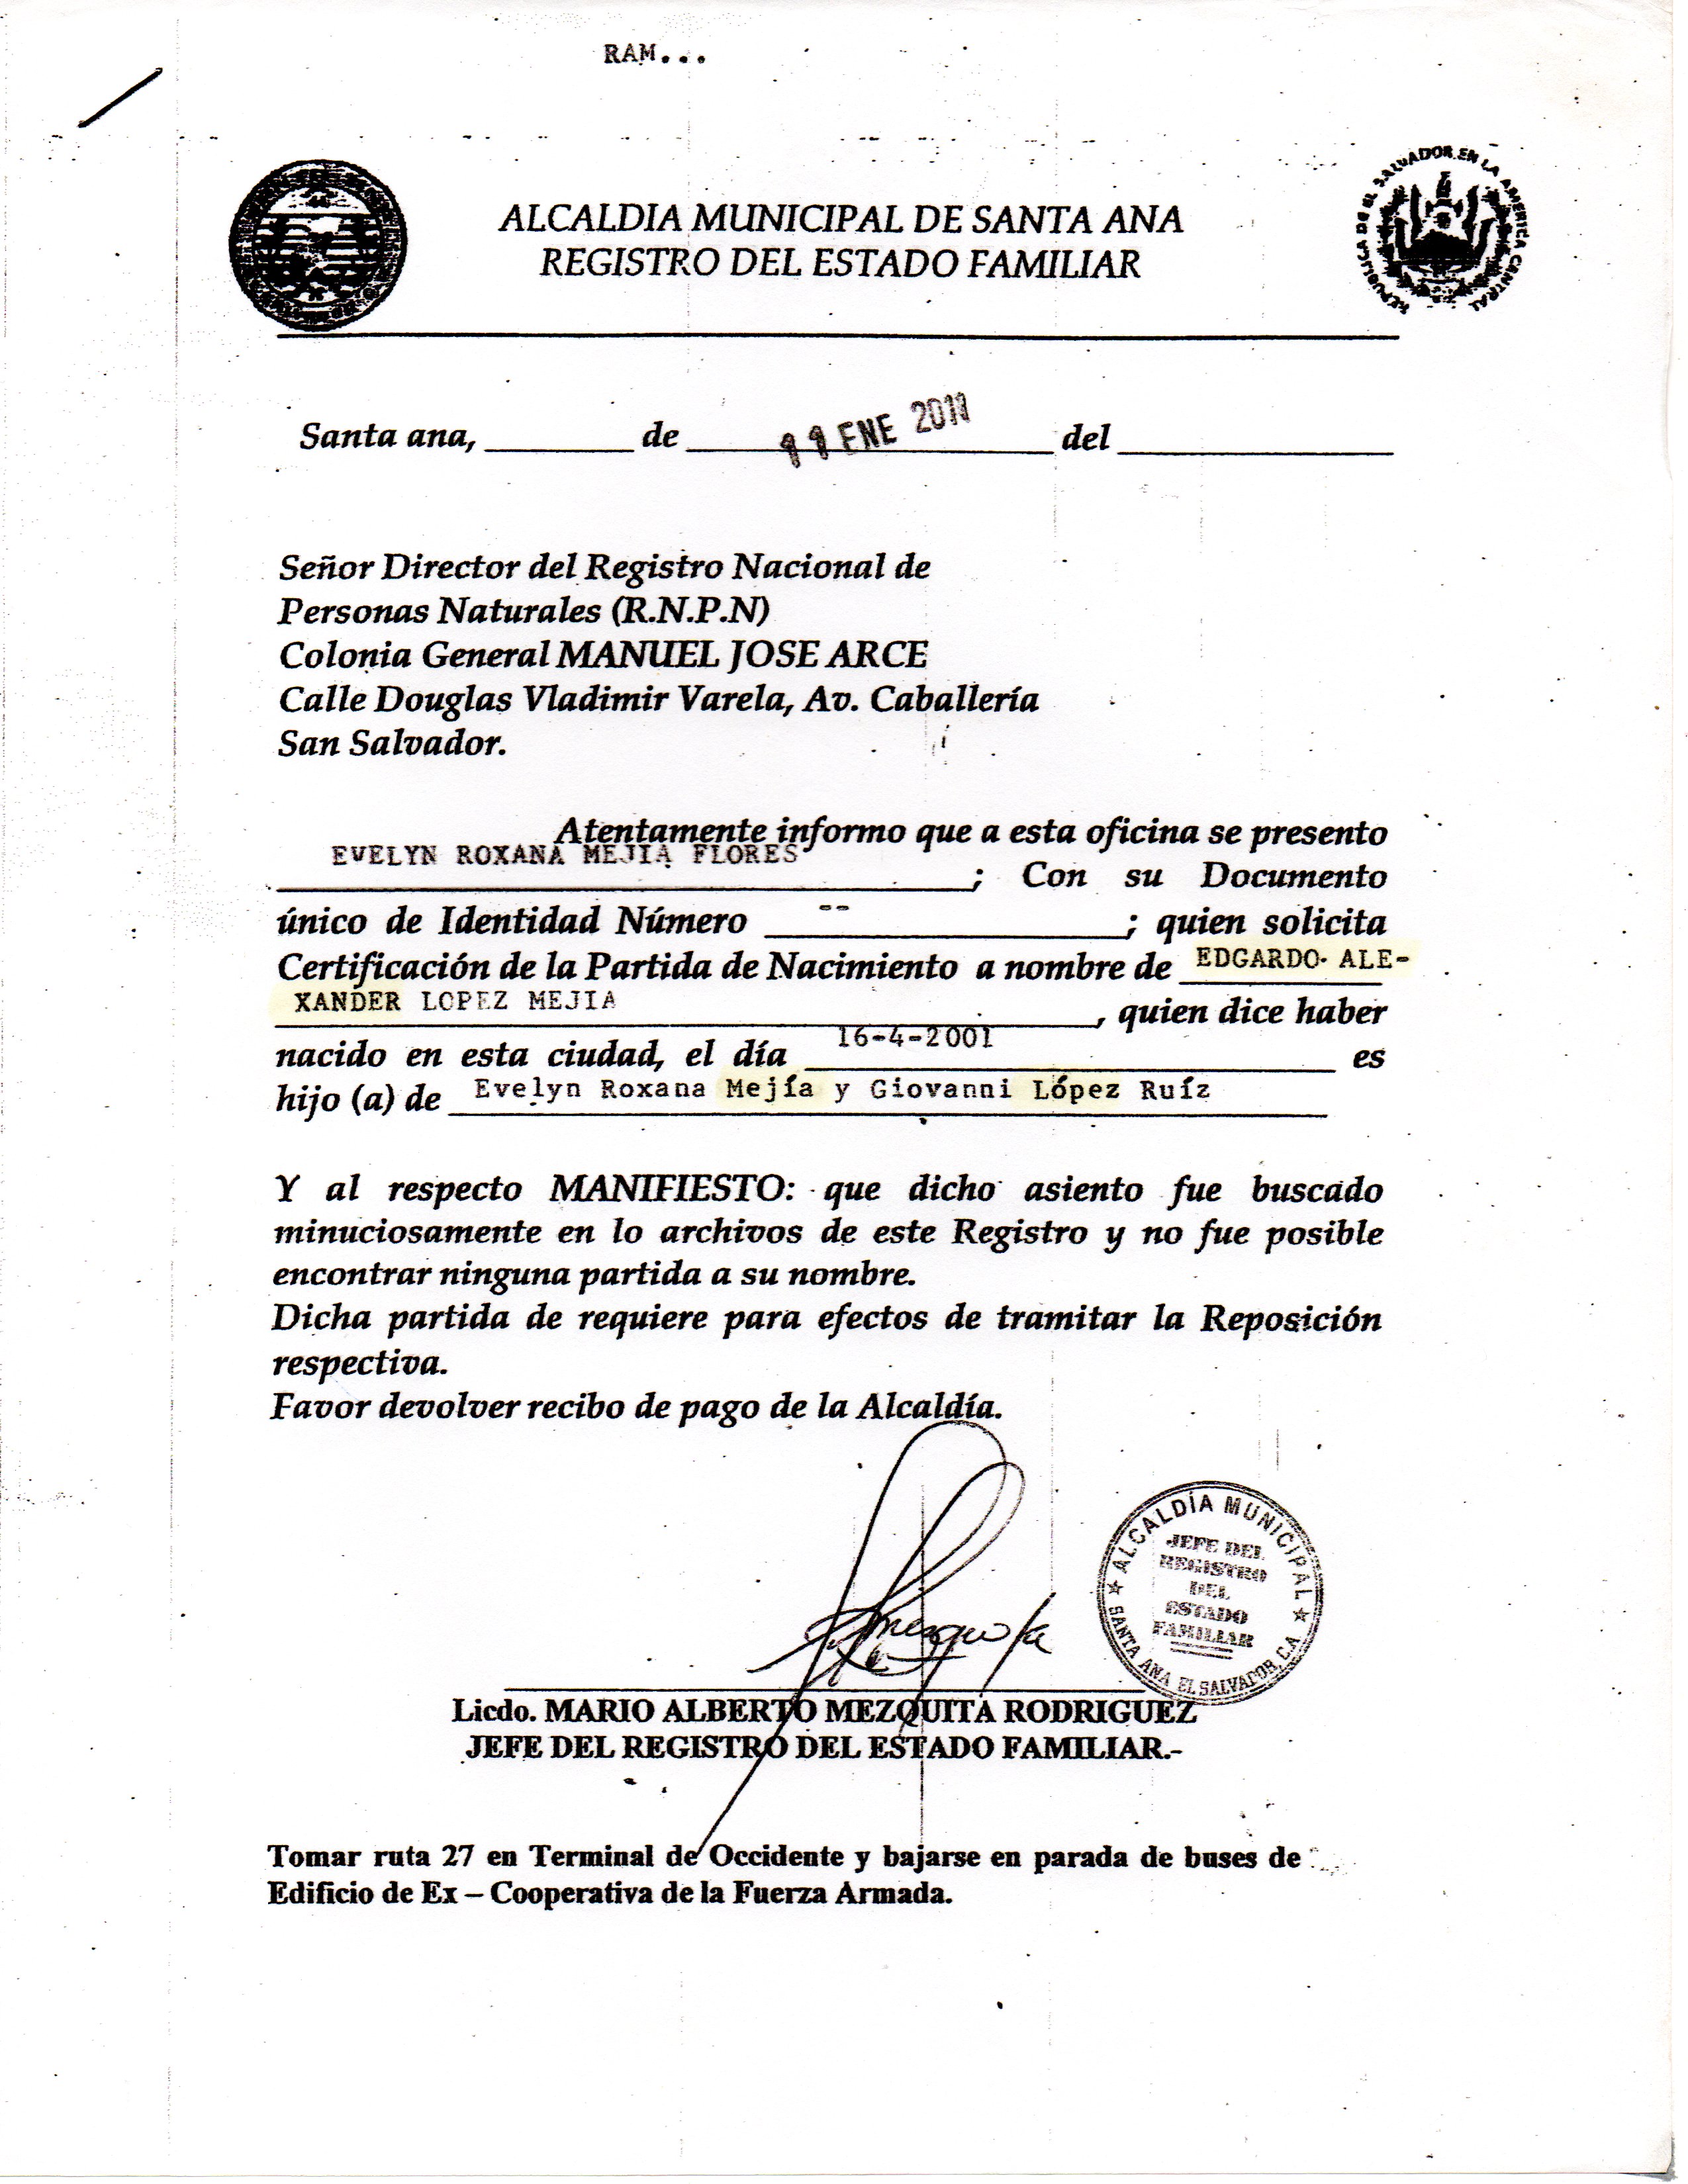 RAM...
REPUBLICA DE EL SALVADOR EN LA AMERICA CENTRAL
ALCALDIA MUNICIPAL DE SANTA ANA
REGISTRO DEL ESTADO FAMILIAR
Santa ana, ______ de 11 ENE 2011 del ______
Señor Director del Registro Nacional de
Personas Naturales (R.N.P.N)
Colonia General MANUEL JOSE ARCE
Calle Douglas Vladimir Varela, Av. Caballería
San Salvador.
Atentamente informo que a esta oficina se presento
EVELYN ROXANA MEJIA FLORES ; Con su Documento
único de Identidad Número -- ; quien solicita
Certificación de la Partida de Nacimiento a nombre de EDGARDO ALE-
XANDER LOPEZ MEJIA , quien dice haber
nacido en esta ciudad, el día 16-4-2001 es
hijo (a) de Evelyn Roxana Mejía y Giovanni López Ruíz
Y al respecto MANIFIESTO: que dicho asiento fue buscado
minuciosamente en lo archivos de este Registro y no fue posible
encontrar ninguna partida a su nombre.
Dicha partida de requiere para efectos de tramitar la Reposición
respectiva.
Favor devolver recibo de pago de la Alcaldía.
ALCALDÍA MUNICIPAL
JEFE DEL
REGISTRO
DEL
ESTADO
FAMILIAR
SANTA ANA EL SALVADOR, C.A.
Licdo. MARIO ALBERTO MEZQUITA RODRIGUEZ
JEFE DEL REGISTRO DEL ESTADO FAMILIAR.-
Tomar ruta 27 en Terminal de Occidente y bajarse en parada de buses de
Edificio de Ex – Cooperativa de la Fuerza Armada.